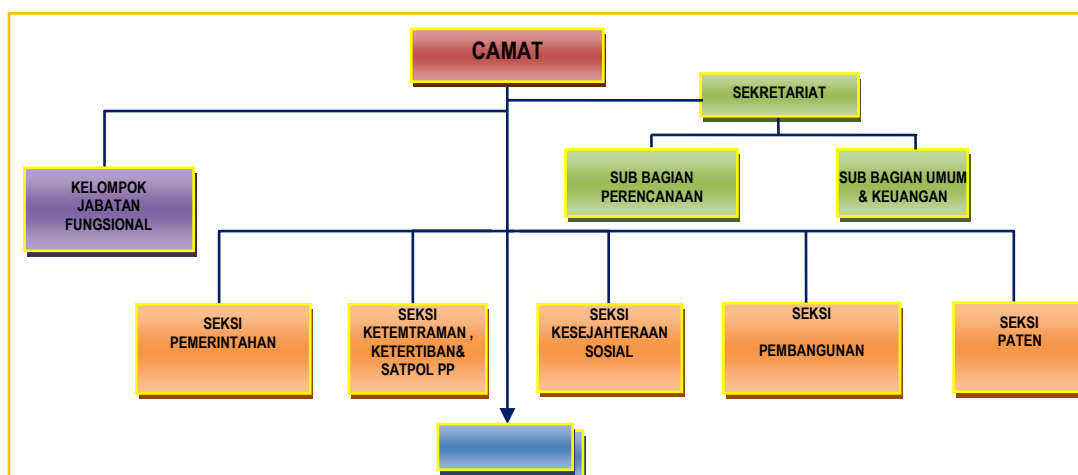 CAMAT
SEKRETARIAT
SUB BAGIAN
PERENCANAAN
SUB BAGIAN UMUM
& KEUANGAN
KELOMPOK
JABATAN
FUNGSIONAL
SEKSI
PEMERINTAHAN
SEKSI
KETEMTRAMAN ,
KETERTIBAN&
SATPOL PP
SEKSI
KESEJAHTERAAN
SOSIAL
SEKSI
PEMBANGUNAN
SEKSI
PATEN